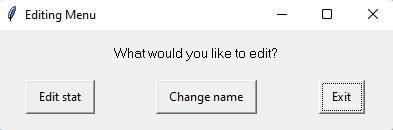 Editing Menu
What would you like to edit?
Edit stat Change name Exit